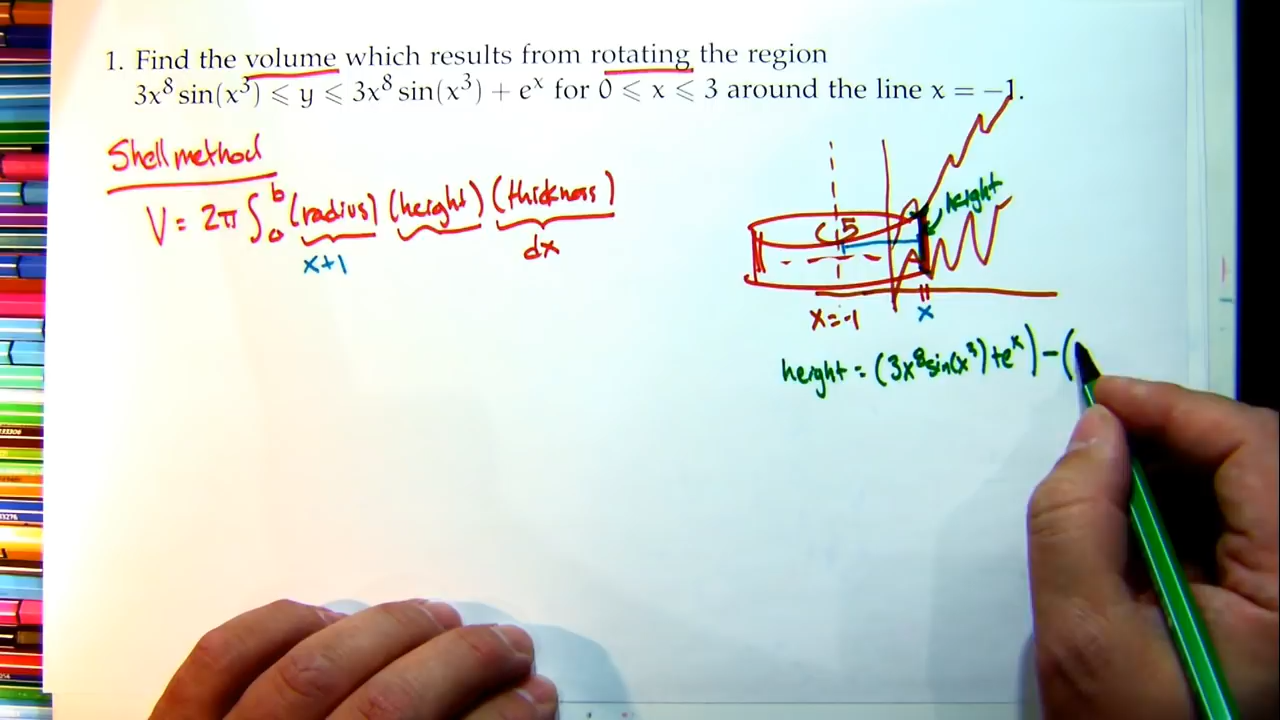 1. Find the volume which results from rotating the region
3x⁸ sin(x³) ⩽ y ⩽ 3x⁸ sin(x³) + eˣ for 0 ⩽ x ⩽ 3 around the line x = −1.
Shell method
V = 2π ∫ₐᵇ (radius) (height) (thickness)
x+1
dx
height
x=-1
x
height = (3x⁸sin(x³)+eˣ) − (